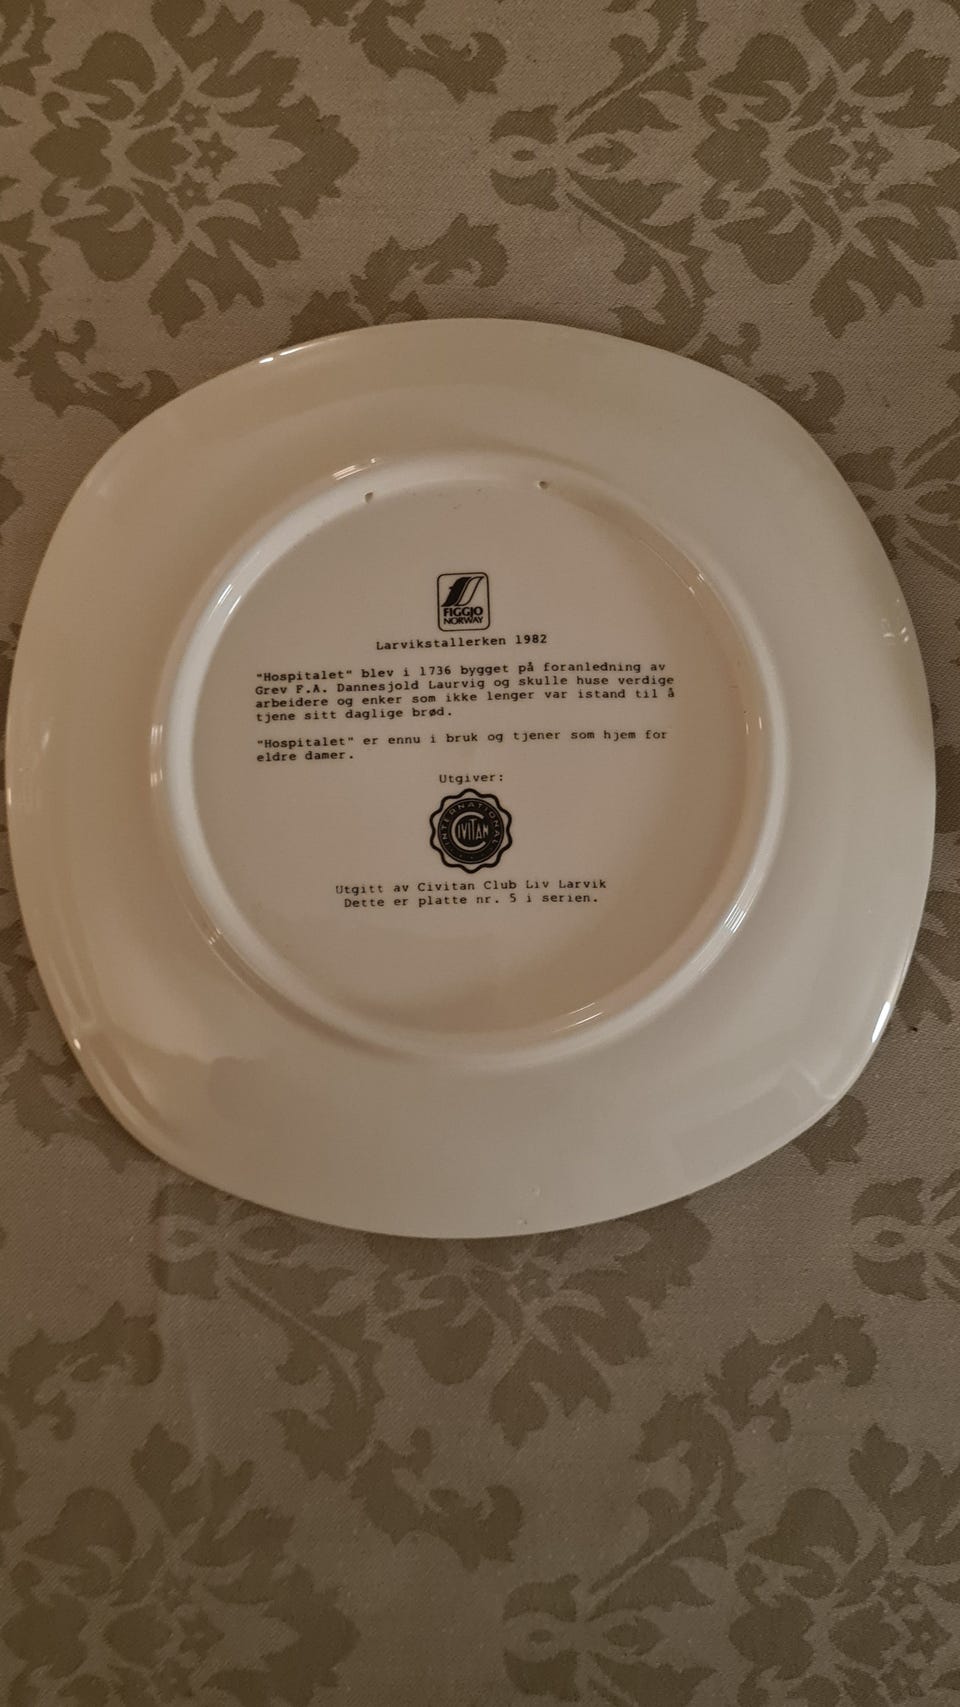 FIGGJO
NORWAY
Larvikstallerken 1982
"Hospitalet" blev i 1736 bygget på foranledning av
Grev F.A. Dannesjold Laurvig og skulle huse verdige
arbeidere og enker som ikke lenger var istand til å
tjene sitt daglige brød.
"Hospitalet" er ennu i bruk og tjener som hjem for
eldre damer.
Utgiver:
INTERNATIONAL
CIVITAN
Utgitt av Civitan Club Liv Larvik
Dette er platte nr. 5 i serien.